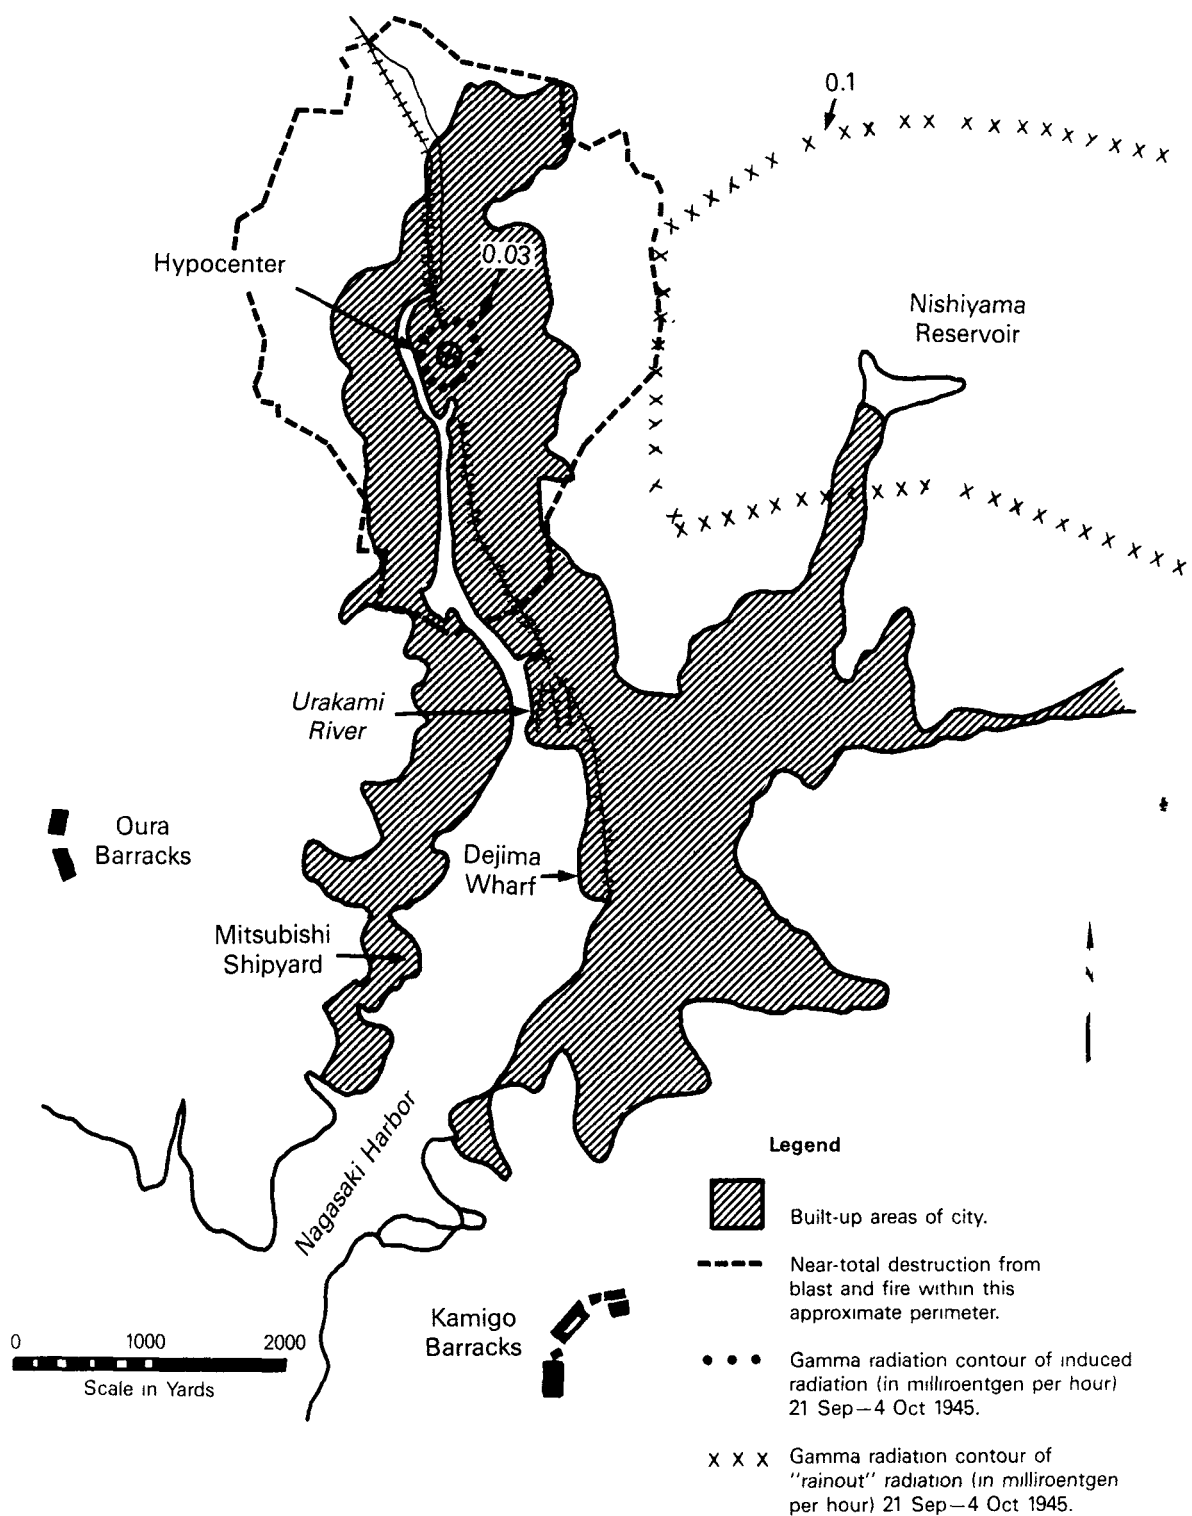 0.1
0.03
Hypocenter
Nishiyama
Reservoir
Urakami
River
Oura
Barracks
Dejima
Wharf
Mitsubishi
Shipyard
Nagasaki Harbor
Kamigo
Barracks
0 1000 2000
Scale in Yards
Legend
Built-up areas of city.
Near-total destruction from
blast and fire within this
approximate perimeter.
Gamma radiation contour of induced
radiation (in milliroentgen per hour)
21 Sep—4 Oct 1945.
Gamma radiation contour of
"rainout" radiation (in milliroentgen
per hour) 21 Sep—4 Oct 1945.